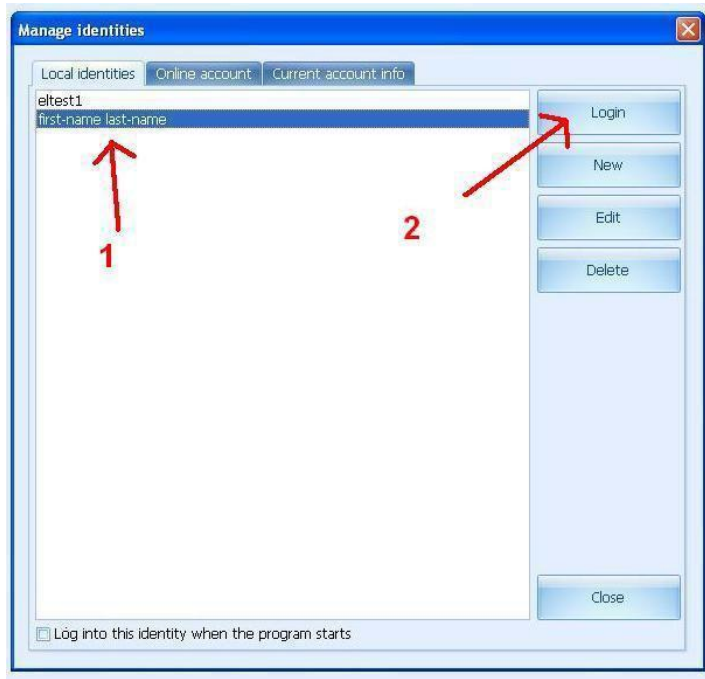 Manage identities
Local identities Online account Current account info
eltest1
first-name last-name
Login
New
Edit
Delete
1
2
Close
Log into this identity when the program starts